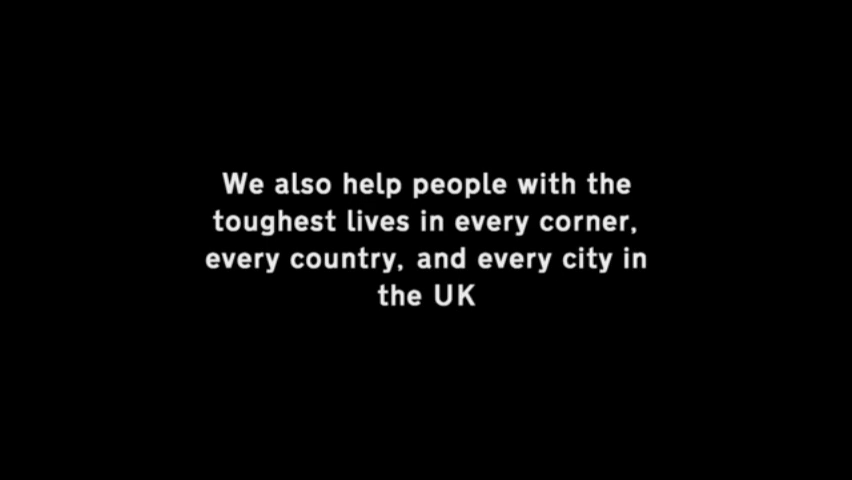 We also help people with the
toughest lives in every corner,
every country, and every city in
the UK